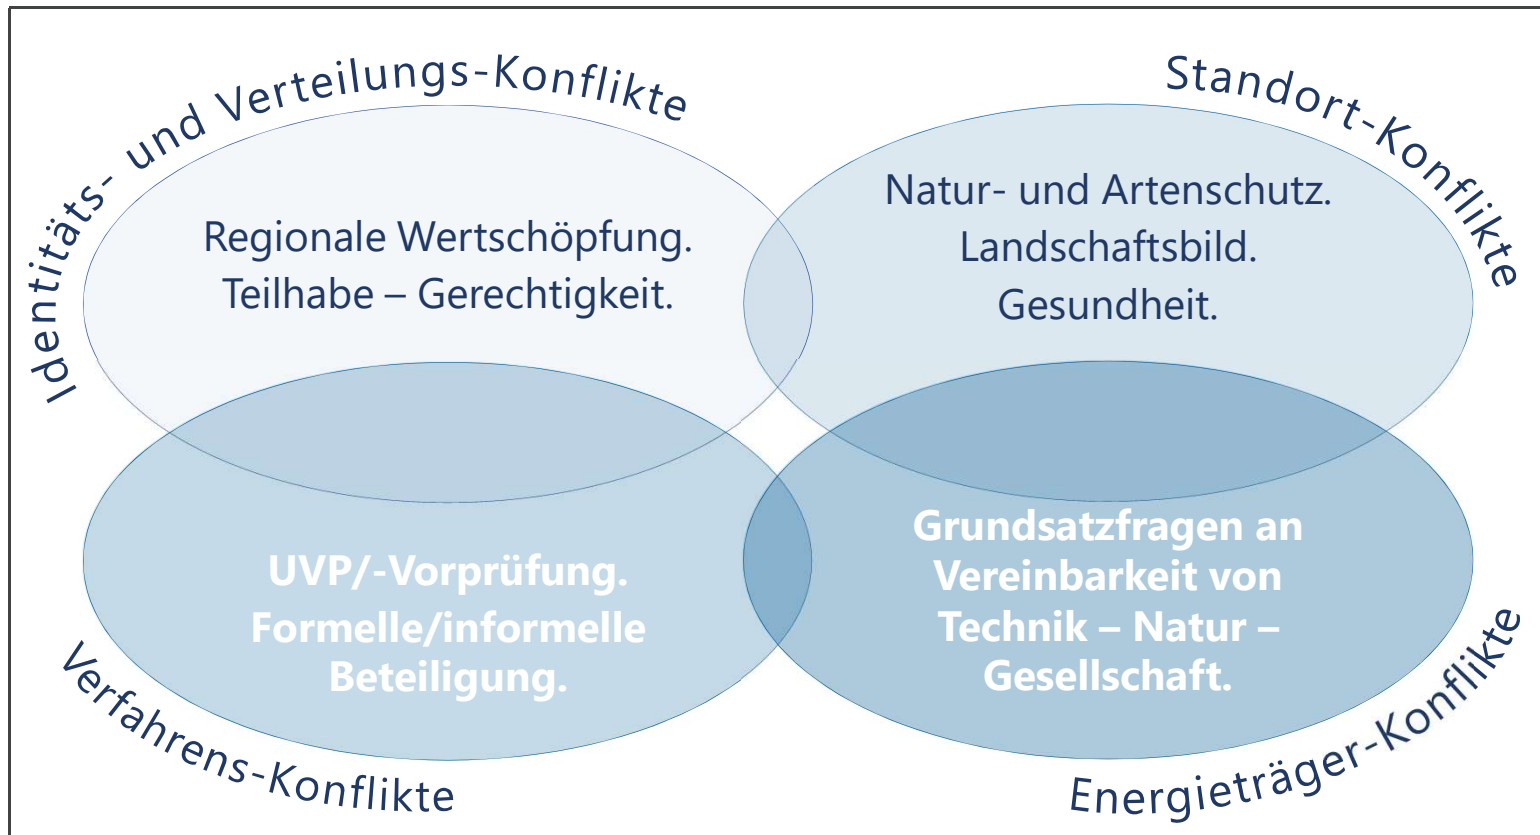 Identitäts- und Verteilungs-Konflikte
Regionale Wertschöpfung.
Teilhabe – Gerechtigkeit.
Standort-Konflikte
Natur- und Artenschutz.
Landschaftsbild.
Gesundheit.
UVP/-Vorprüfung.
Formelle/informelle
Beteiligung.
Verfahrens-Konflikte
Grundsatzfragen an
Vereinbarkeit von
Technik – Natur –
Gesellschaft.
Energieträger-Konflikte